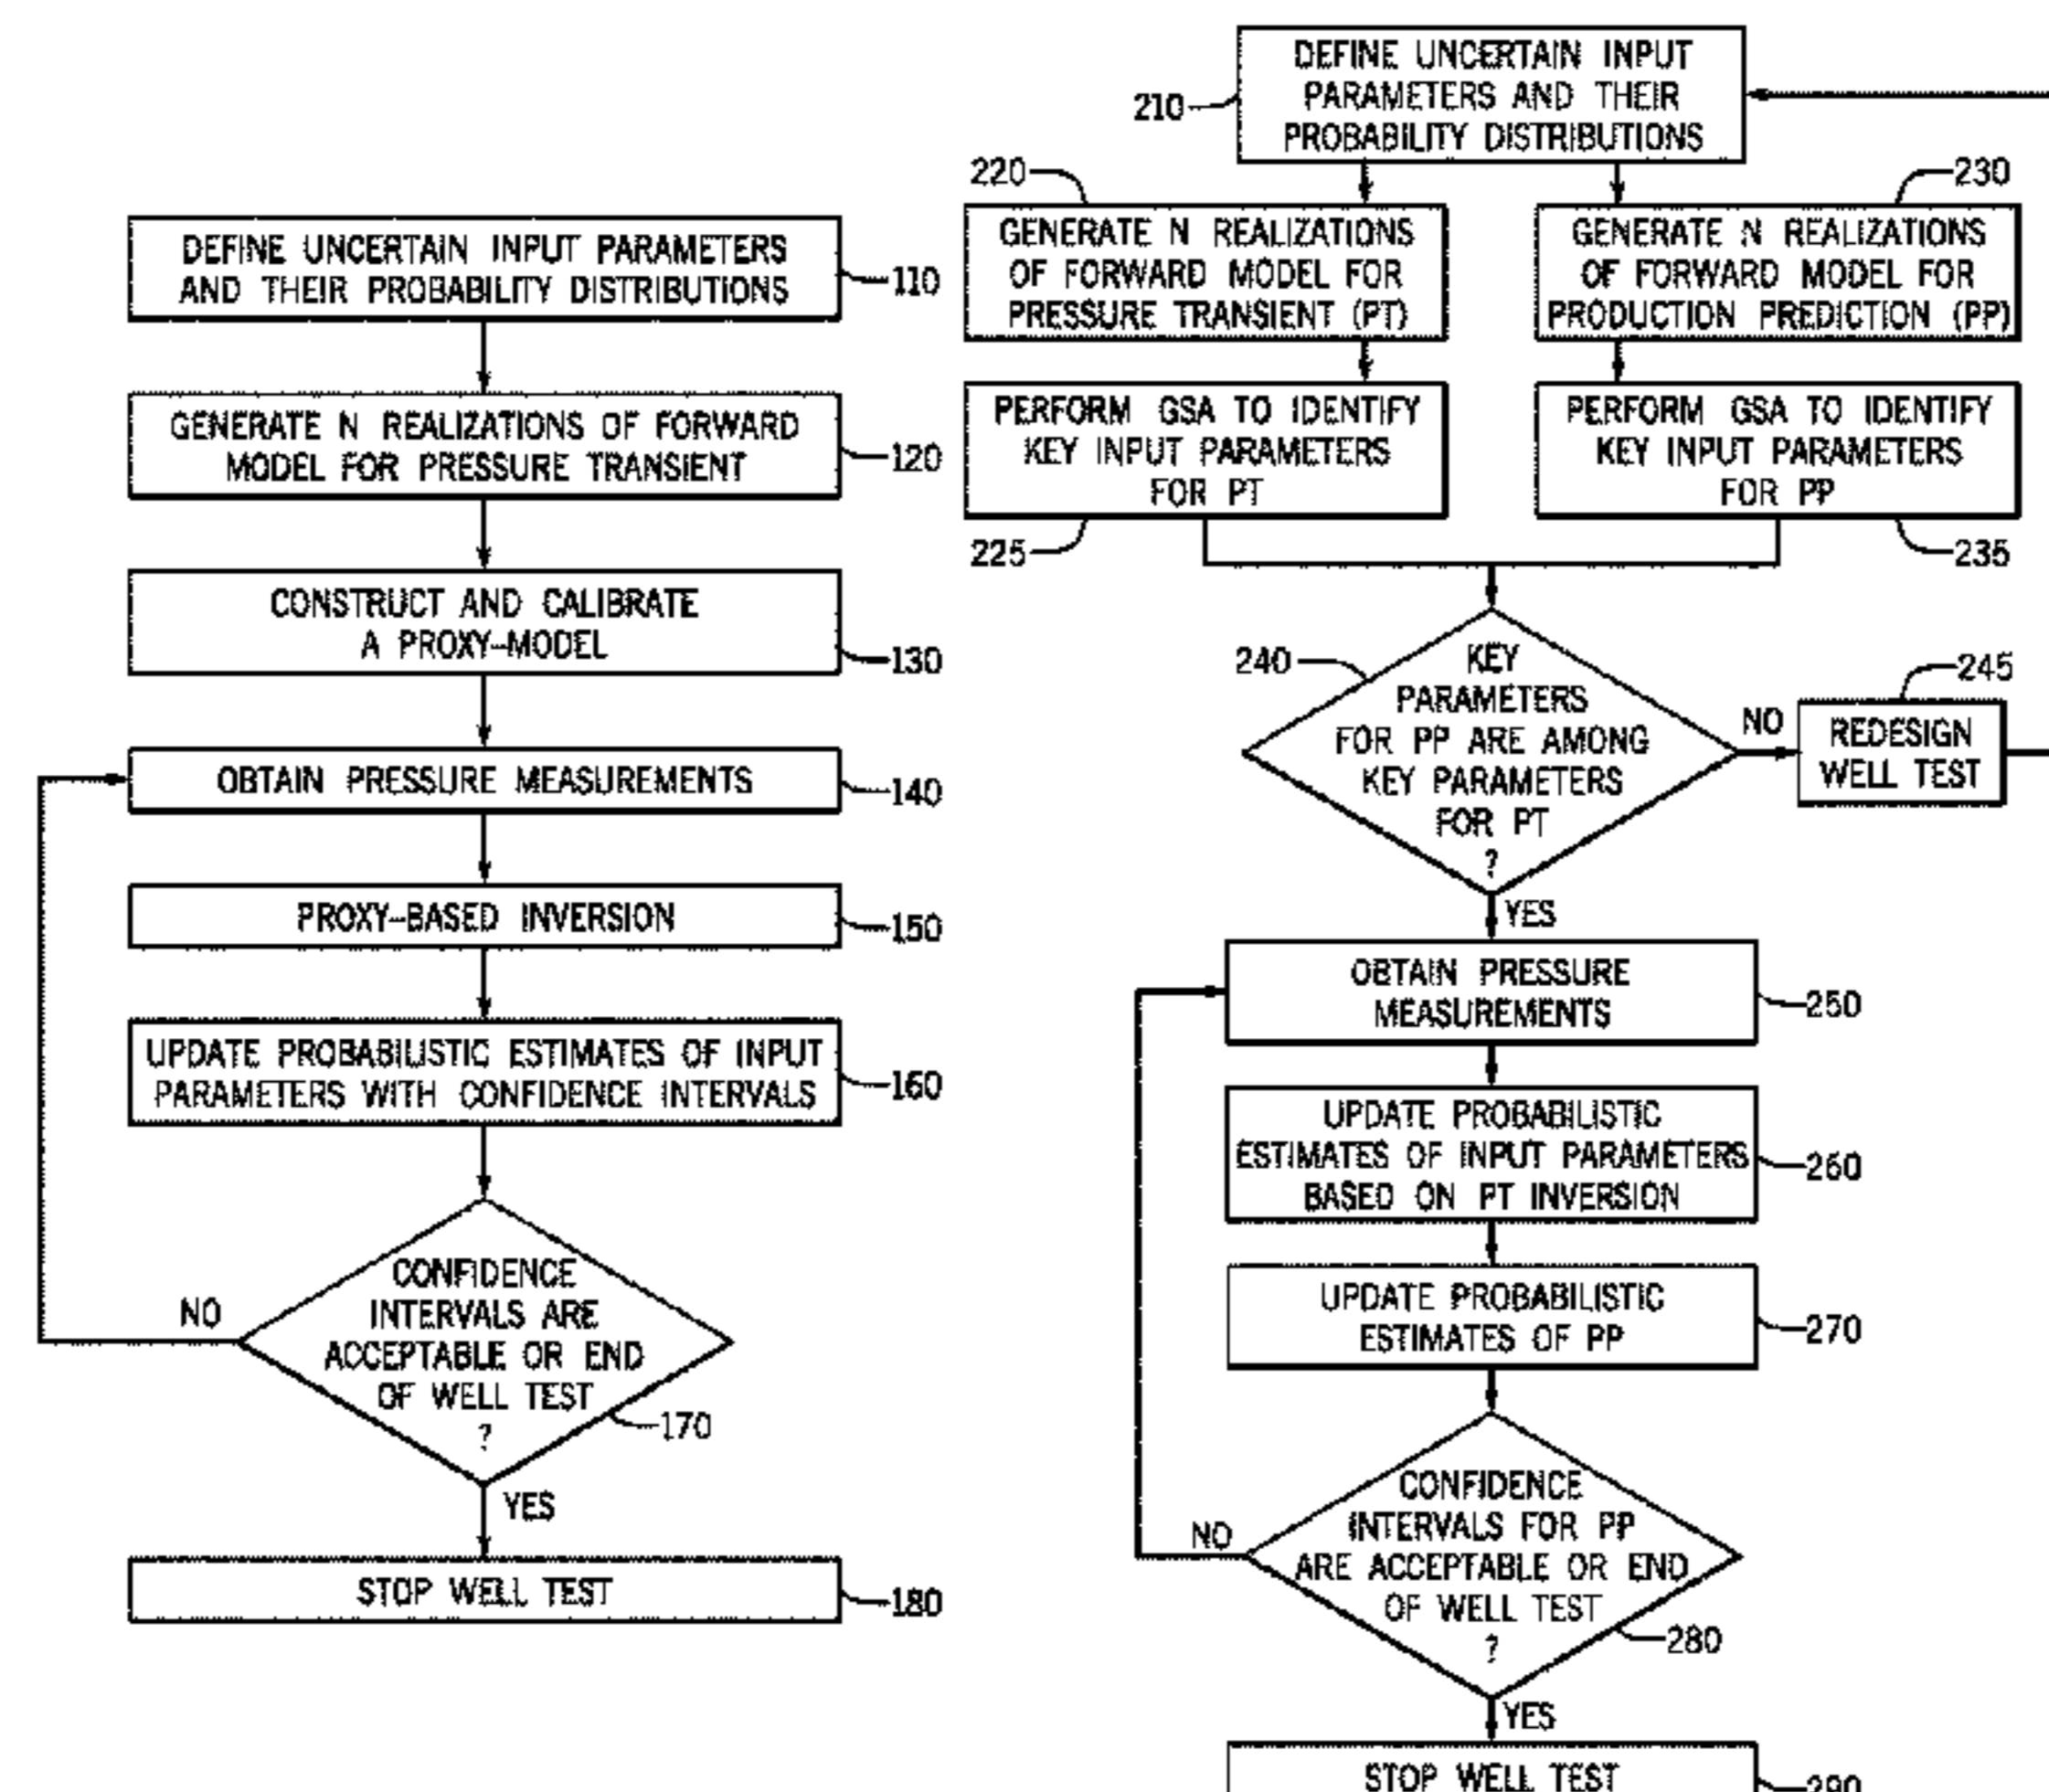 DEFINE UNCERTAIN INPUT PARAMETERS
AND THEIR PROBABILITY DISTRIBUTIONS
110
GENERATE N REALIZATIONS OF FORWARD
MODEL FOR PRESSURE TRANSIENT
120
CONSTRUCT AND CALIBRATE
A PROXY-MODEL
130
OBTAIN PRESSURE MEASUREMENTS
140
PROXY-BASED INVERSION
150
UPDATE PROBABILISTIC ESTIMATES OF INPUT
PARAMETERS WITH CONFIDENCE INTERVALS
160
CONFIDENCE
INTERVALS ARE
ACCEPTABLE OR END
OF WELL TEST
?
170
NO
YES
STOP WELL TEST
180
DEFINE UNCERTAIN INPUT
PARAMETERS AND THEIR
PROBABILITY DISTRIBUTIONS
210
220
GENERATE N REALIZATIONS
OF FORWARD MODEL FOR
PRESSURE TRANSIENT (PT)
230
GENERATE N REALIZATIONS
OF FORWARD MODEL FOR
PRODUCTION PREDICTION (PP)
PERFORM GSA TO IDENTIFY
KEY INPUT PARAMETERS
FOR PT
225
PERFORM GSA TO IDENTIFY
KEY INPUT PARAMETERS
FOR PP
235
240
KEY
PARAMETERS
FOR PP ARE AMONG
KEY PARAMETERS
FOR PT
?
NO
245
REDESIGN
WELL TEST
YES
OBTAIN PRESSURE
MEASUREMENTS
250
UPDATE PROBABILISTIC
ESTIMATES OF INPUT PARAMETERS
BASED ON PT INVERSION
260
UPDATE PROBABILISTIC
ESTIMATES OF PP
270
CONFIDENCE
INTERVALS FOR PP
ARE ACCEPTABLE OR END
OF WELL TEST
?
280
NO
YES
STOP WELL TEST
290